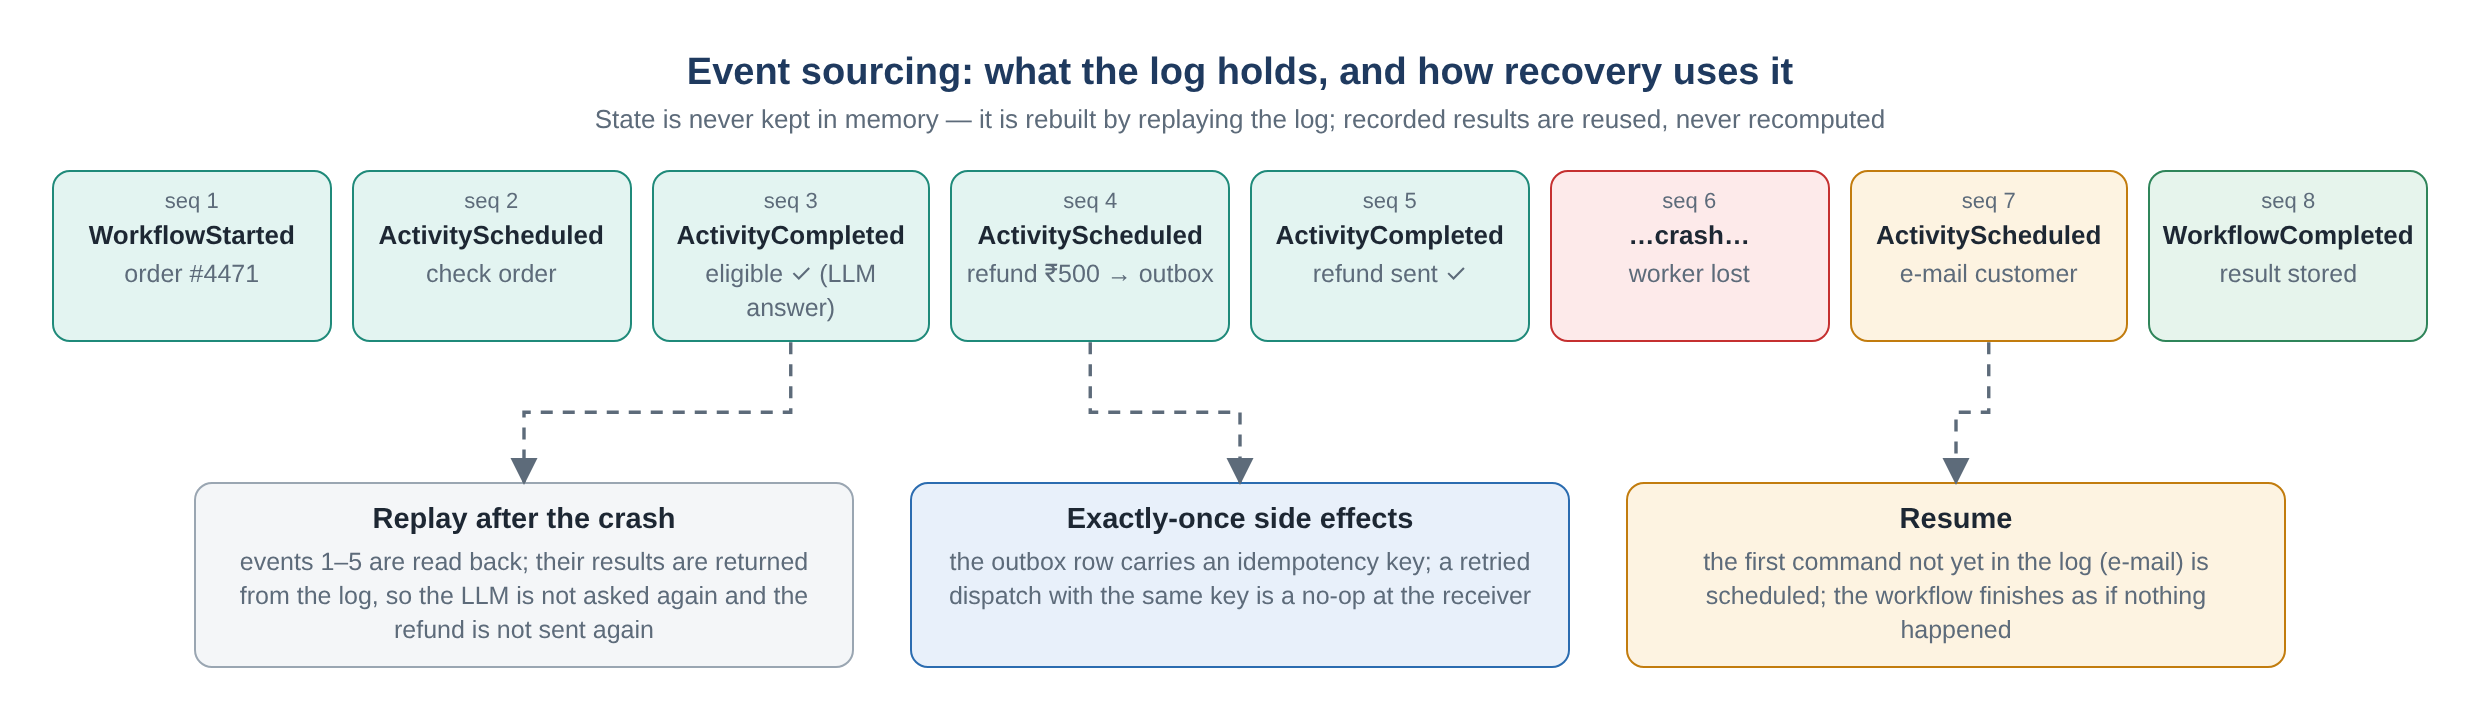 Event sourcing: what the log holds, and how recovery uses it
State is never kept in memory — it is rebuilt by replaying the log; recorded results are reused, never recomputed
seq 1
WorkflowStarted
order #4471
seq 2
ActivityScheduled
check order
seq 3
ActivityCompleted
eligible ✓ (LLM
answer)
seq 4
ActivityScheduled
refund ₹500 → outbox
seq 5
ActivityCompleted
refund sent ✓
seq 6
…crash…
worker lost
seq 7
ActivityScheduled
e-mail customer
seq 8
WorkflowCompleted
result stored
Replay after the crash
events 1–5 are read back; their results are returned
from the log, so the LLM is not asked again and the
refund is not sent again
Exactly-once side effects
the outbox row carries an idempotency key; a retried
dispatch with the same key is a no-op at the receiver
Resume
the first command not yet in the log (e-mail) is
scheduled; the workflow finishes as if nothing
happened